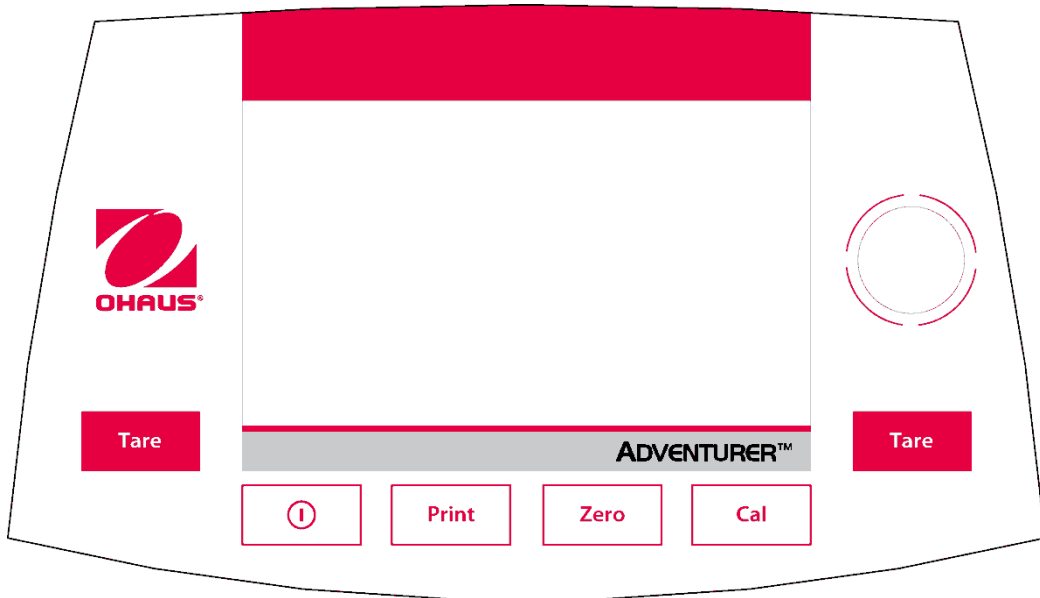 OHAUS®
Tare
Tare
ADVENTURER™
Print
Zero
Cal